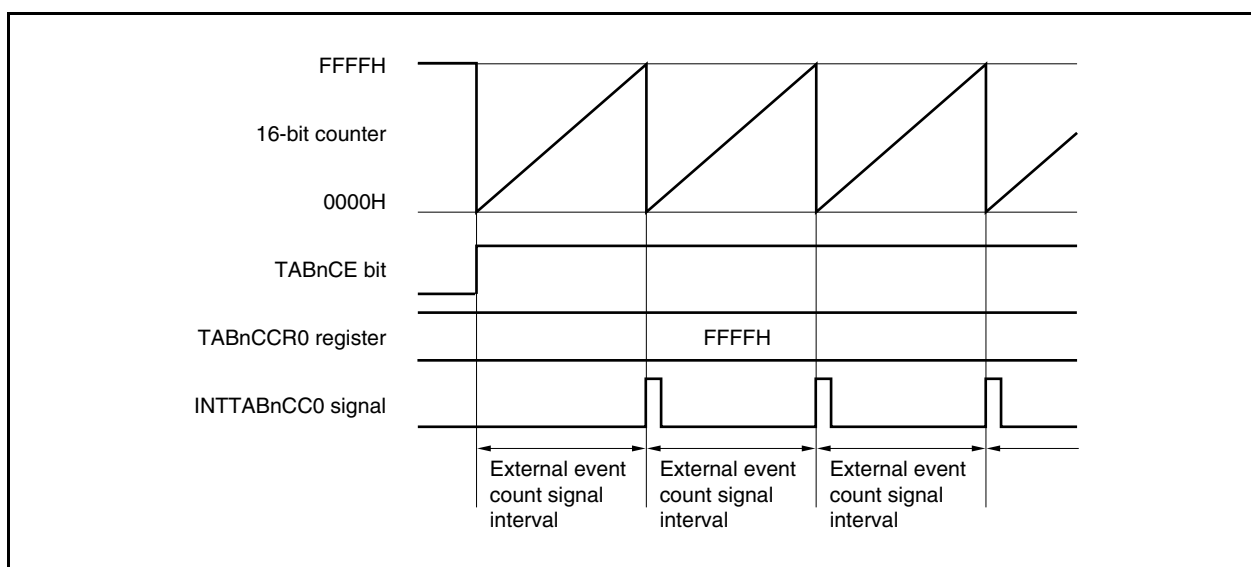 FFFFH
16-bit counter
0000H
TABnCE bit
TABnCCR0 register
FFFFH
INTTABnCC0 signal
External event
count signal
interval
External event
count signal
interval
External event
count signal
interval